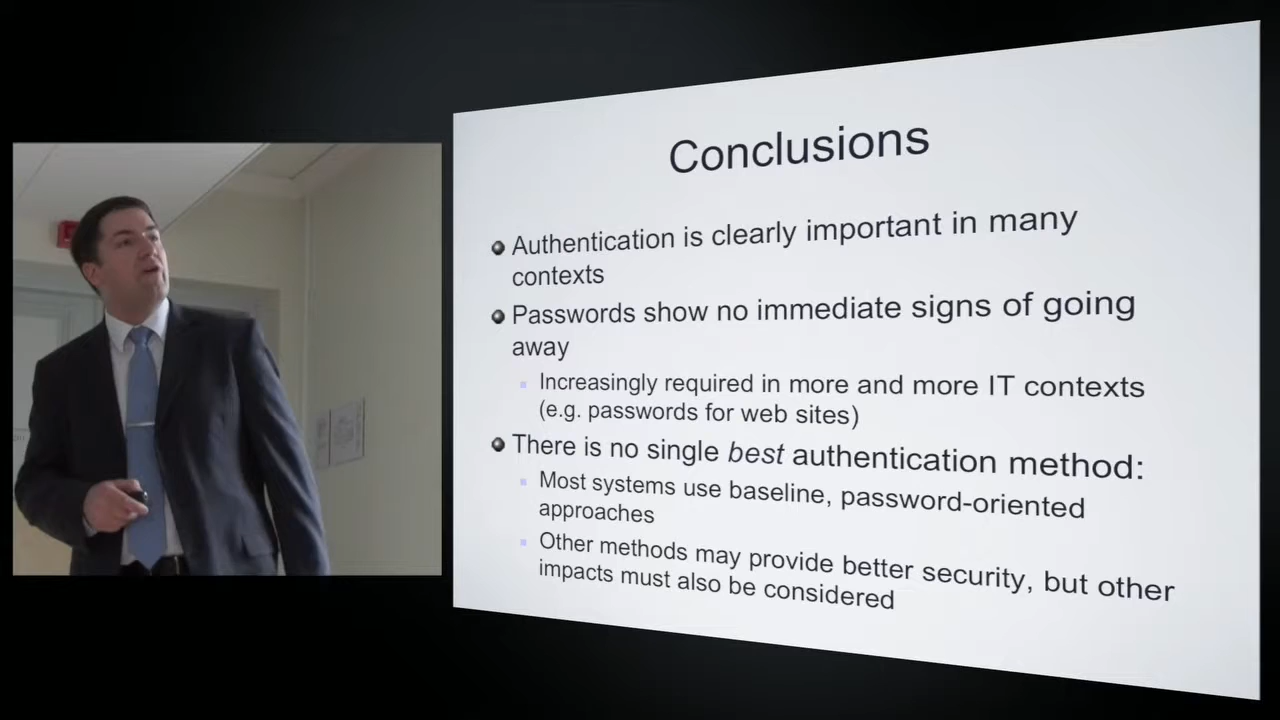 Conclusions
Authentication is clearly important in many
contexts
Passwords show no immediate signs of going
away
Increasingly required in more and more IT contexts
(e.g. passwords for web sites)
There is no single best authentication method:
Most systems use baseline, password-oriented
approaches
Other methods may provide better security, but other
impacts must also be considered